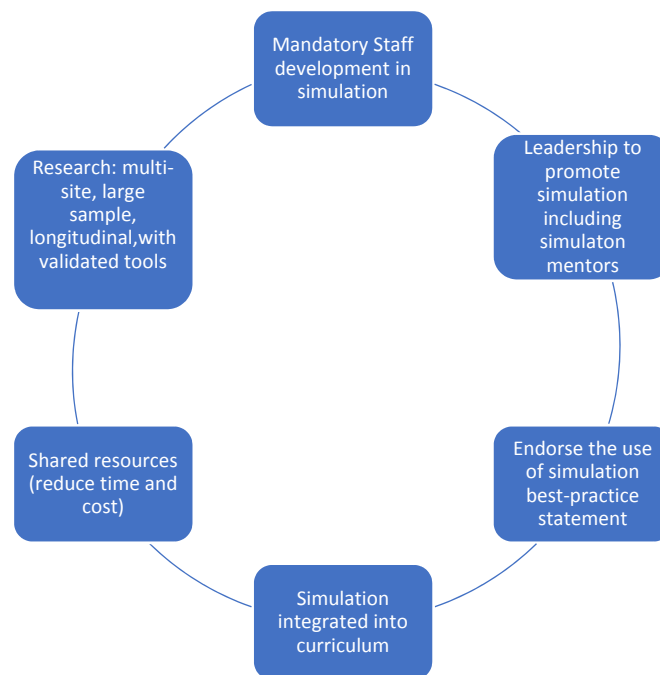 Mandatory Staff
development in
simulation
Leadership to
promote
simulation
including
simulaton
mentors
Endorse the use
of simulation
best-practice
statement
Simulation
integrated into
curriculum
Shared resources
(reduce time and
cost)
Research: multi-
site, large
sample,
longitudinal,with
validated tools